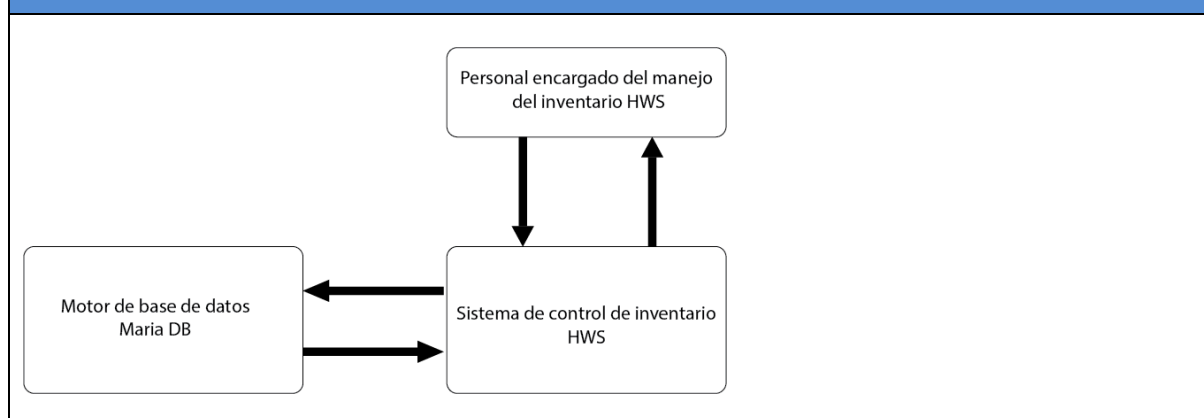 Personal encargado del manejo
del inventario HWS
Motor de base de datos
Maria DB
Sistema de control de inventario
HWS